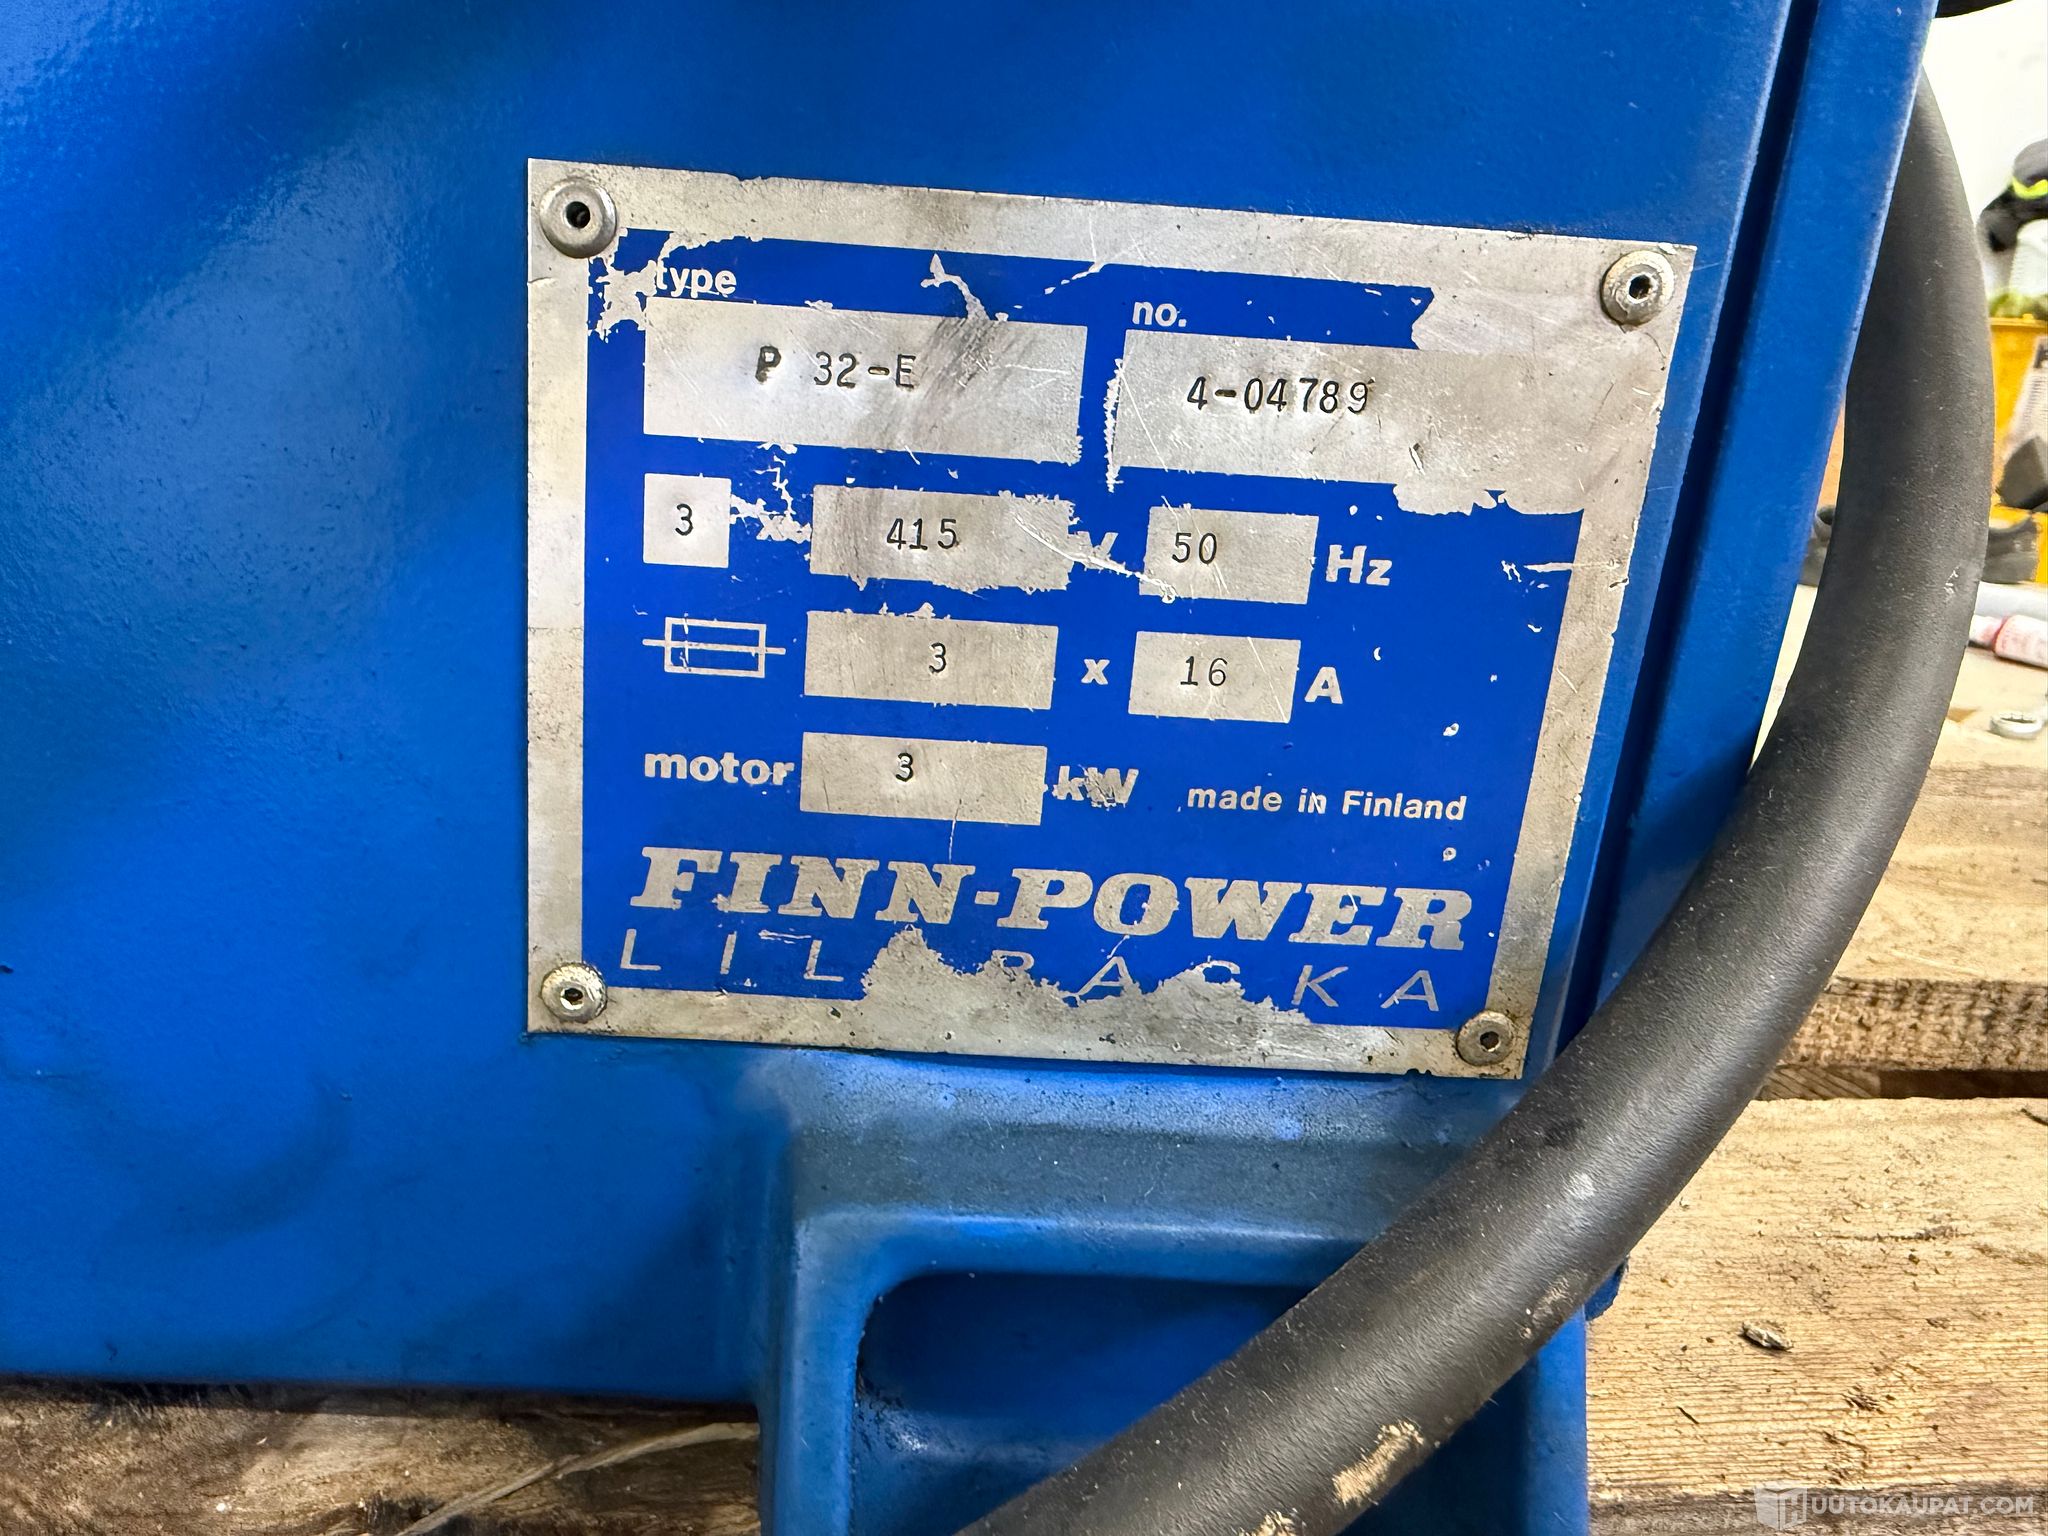 type no.
P 32-E 4-04789
3 x 415 V 50 Hz
3 x 16 A
motor 3 kW made in Finland
FINN-POWER
KUUTOKAUPAT.COM